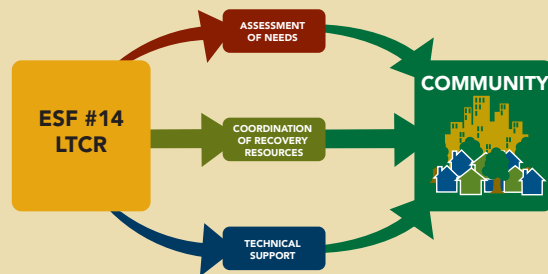 ASSESSMENT
OF NEEDS
ESF #14
LTCR
COORDINATION
OF RECOVERY
RESOURCES
COMMUNITY
TECHNICAL
SUPPORT